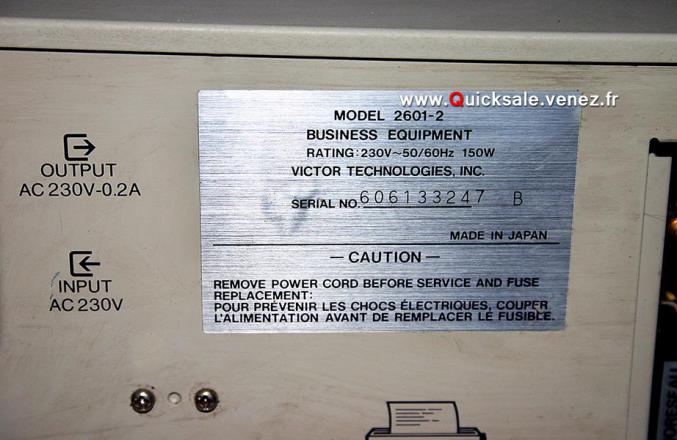 www.Quicksale.venez.fr
MODEL 2601-2
BUSINESS EQUIPMENT
RATING: 230V~50/60Hz 150W
VICTOR TECHNOLOGIES, INC.
SERIAL NO. 606133247 B
MADE IN JAPAN
— CAUTION —
REMOVE POWER CORD BEFORE SERVICE AND FUSE
REPLACEMENT:
POUR PRÉVENIR LES CHOCS ÉLECTRIQUES, COUPER
L'ALIMENTATION AVANT DE REMPLACER LE FUSIBLE.
OUTPUT
AC 230V-0.2A
INPUT
AC 230V